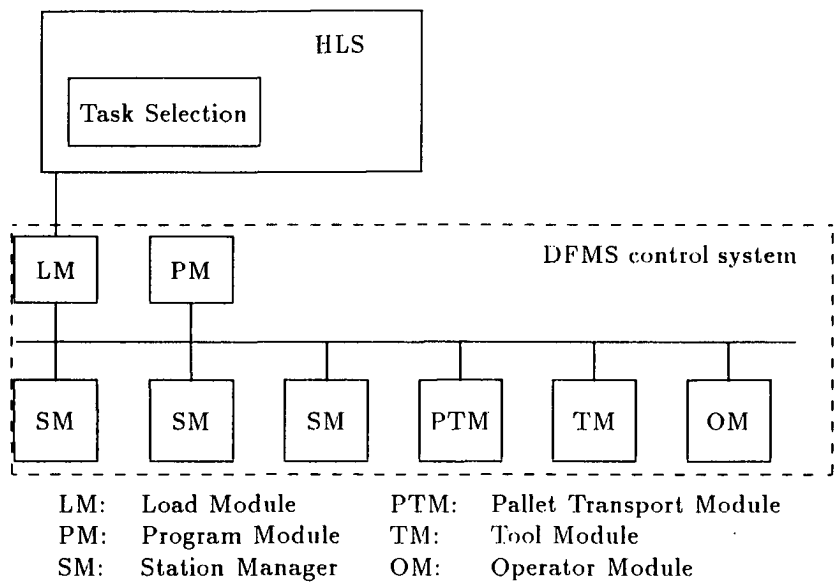 HLS
Task Selection
DFMS control system
LM PM
SM SM SM PTM TM OM
LM: Load Module PTM: Pallet Transport Module
PM: Program Module TM: Tool Module
SM: Station Manager OM: Operator Module